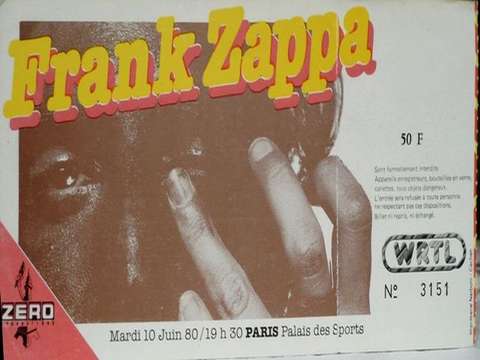 Frank Zappa
50 F
Sont formellement interdits:
Appareils enregistreurs, bouteilles en verre,
canettes, tous objets dangereux.
L'entrée sera refusée à toute personne
ne respectant pas ces dispositions.
Billet ni repris, ni échangé.
WRTL
Nº 3151
ZERO
PRODUCTIONS
Mardi 10 Juin 80/19 h 30 PARIS Palais des Sports